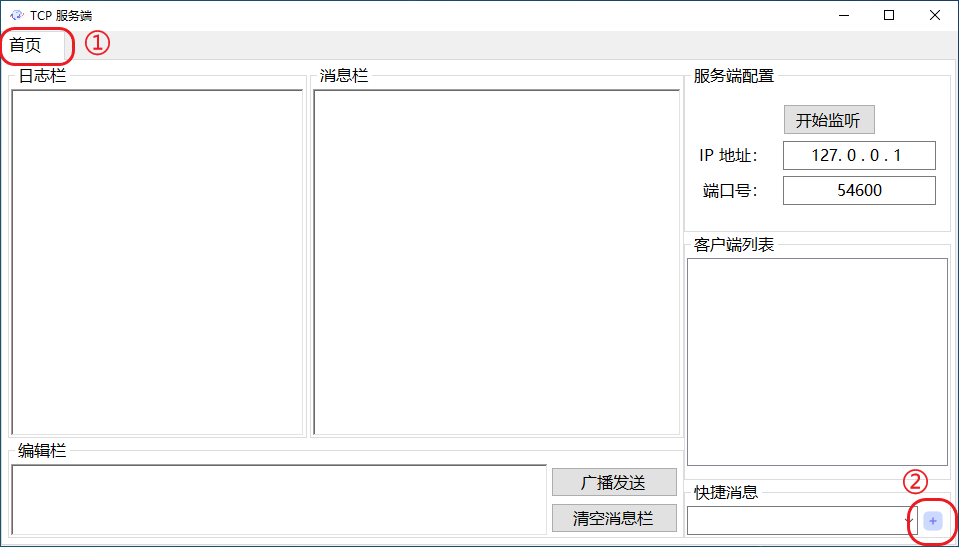 TCP 服务端
首页 ①
日志栏
消息栏
服务端配置
开始监听
IP 地址： 127. 0 . 0 . 1
端口号： 54600
客户端列表
编辑栏
广播发送
清空消息栏
②
快捷消息
+